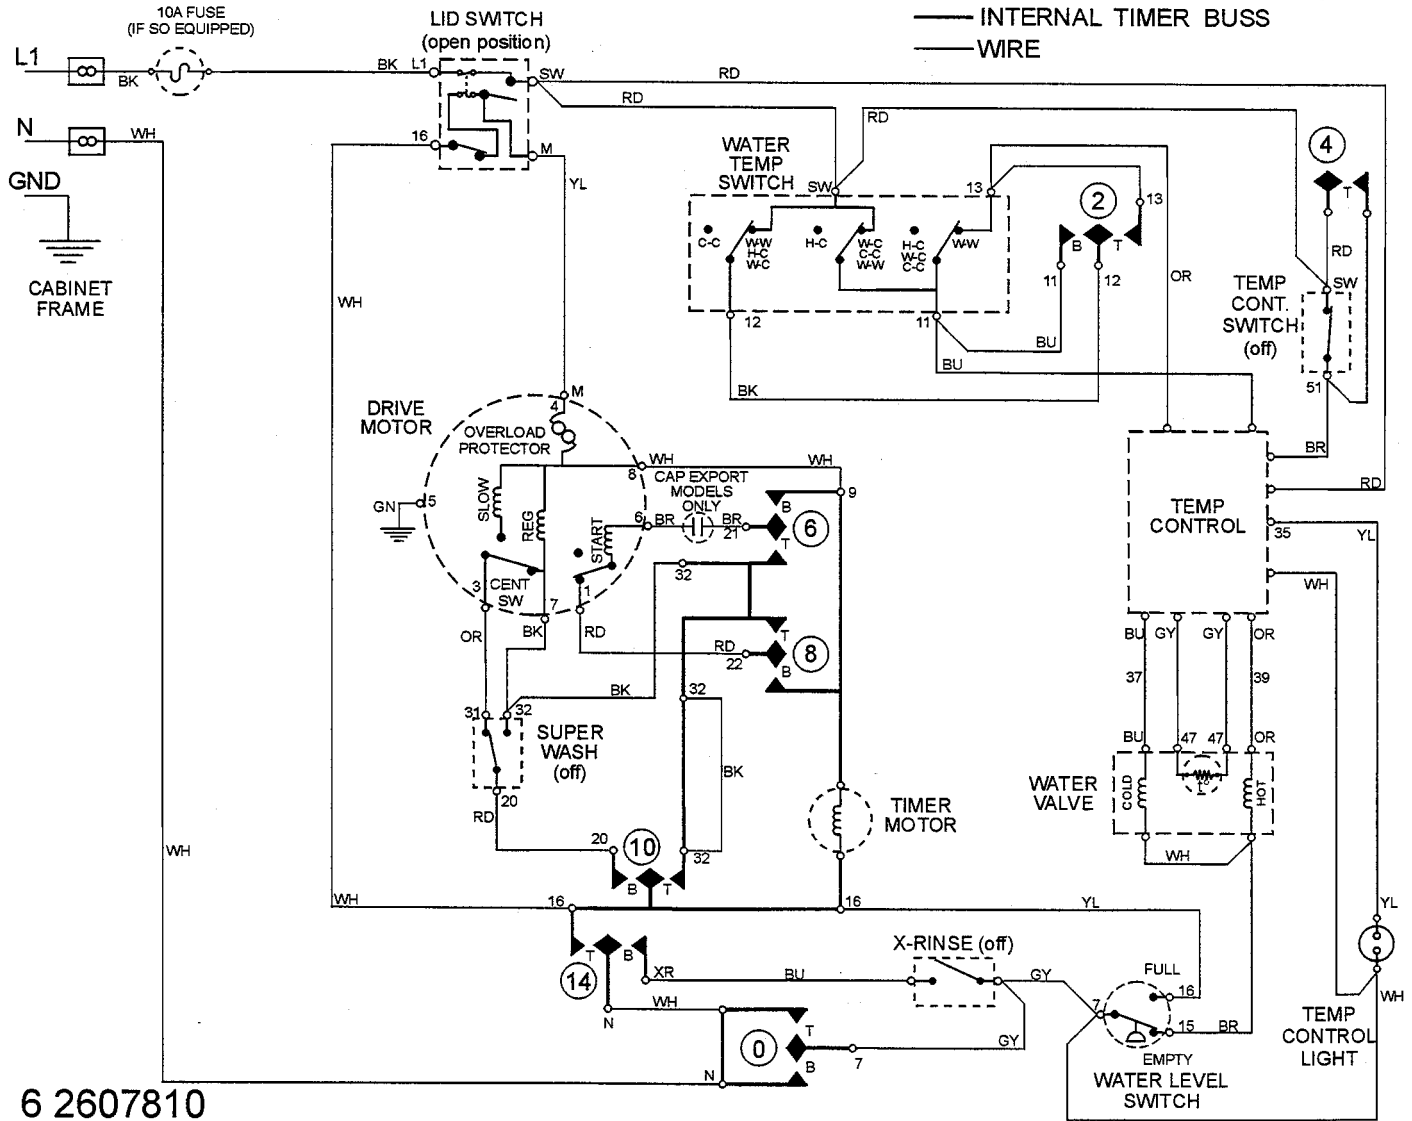 10A FUSE
(IF SO EQUIPPED)
LID SWITCH
(open position)
INTERNAL TIMER BUSS
WIRE
L1
BK
BK
L1
SW
RD
RD
RD
N
WH
16
M
YL
GND
CABINET
FRAME
WATER
TEMP
SWITCH
SW
13
13
2
B
T
11
12
C-C
W-W
H-C
W-C
H-C
W-C
C-C
W-W
H-C
W-C
C-C
W-W
12
11
BU
BU
BK
OR
4
T
RD
SW
TEMP
CONT.
SWITCH
(off)
51
BR
RD
WH
DRIVE
MOTOR
M
4
OVERLOAD
PROTECTOR
8
WH
WH
CAP EXPORT
MODELS
ONLY
9
GN
5
SLOW
REG
START
6
BR
BR
21
B
6
T
32
3
CENT
SW
7
1
OR
BK
RD
RD
22
T
8
B
TEMP
CONTROL
35
YL
WH
BU
GY
GY
OR
37
39
BU
47
47
OR
WATER
VALVE
COLD
t°
HOT
WH
BK
32
31
32
SUPER
WASH
(off)
20
RD
BK
20
10
32
B
T
TIMER
MOTOR
WH
WH
16
16
YL
YL
T
B
14
XR
BU
X-RINSE (off)
GY
FULL
16
7
15
BR
EMPTY
WATER LEVEL
SWITCH
WH
N
T
0
B
7
GY
N
WH
TEMP
CONTROL
LIGHT
6 2607810